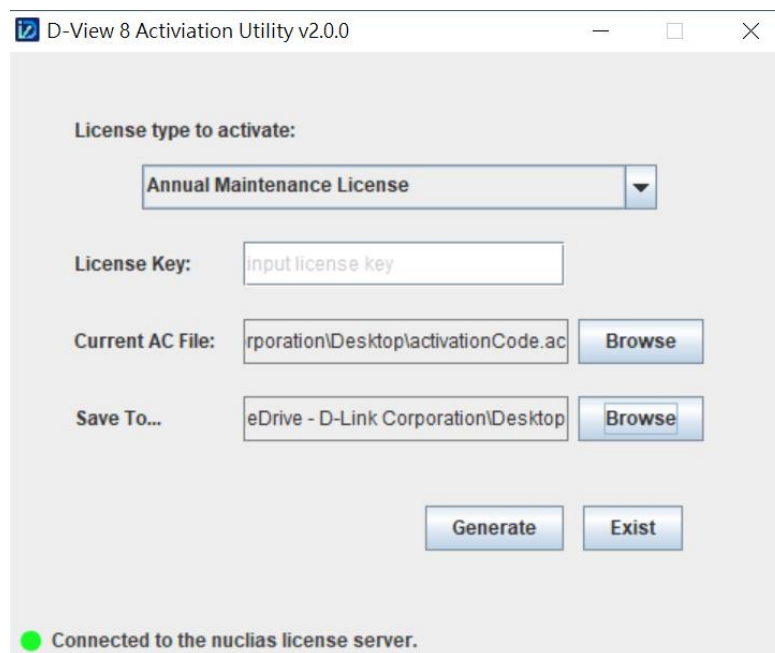 D-View 8 Activiation Utility v2.0.0
License type to activate:
Annual Maintenance License
License Key: input license key
Current AC File: rporation\Desktop\activationCode.ac Browse
Save To... eDrive - D-Link Corporation\Desktop Browse
Generate Exist
Connected to the nuclias license server.